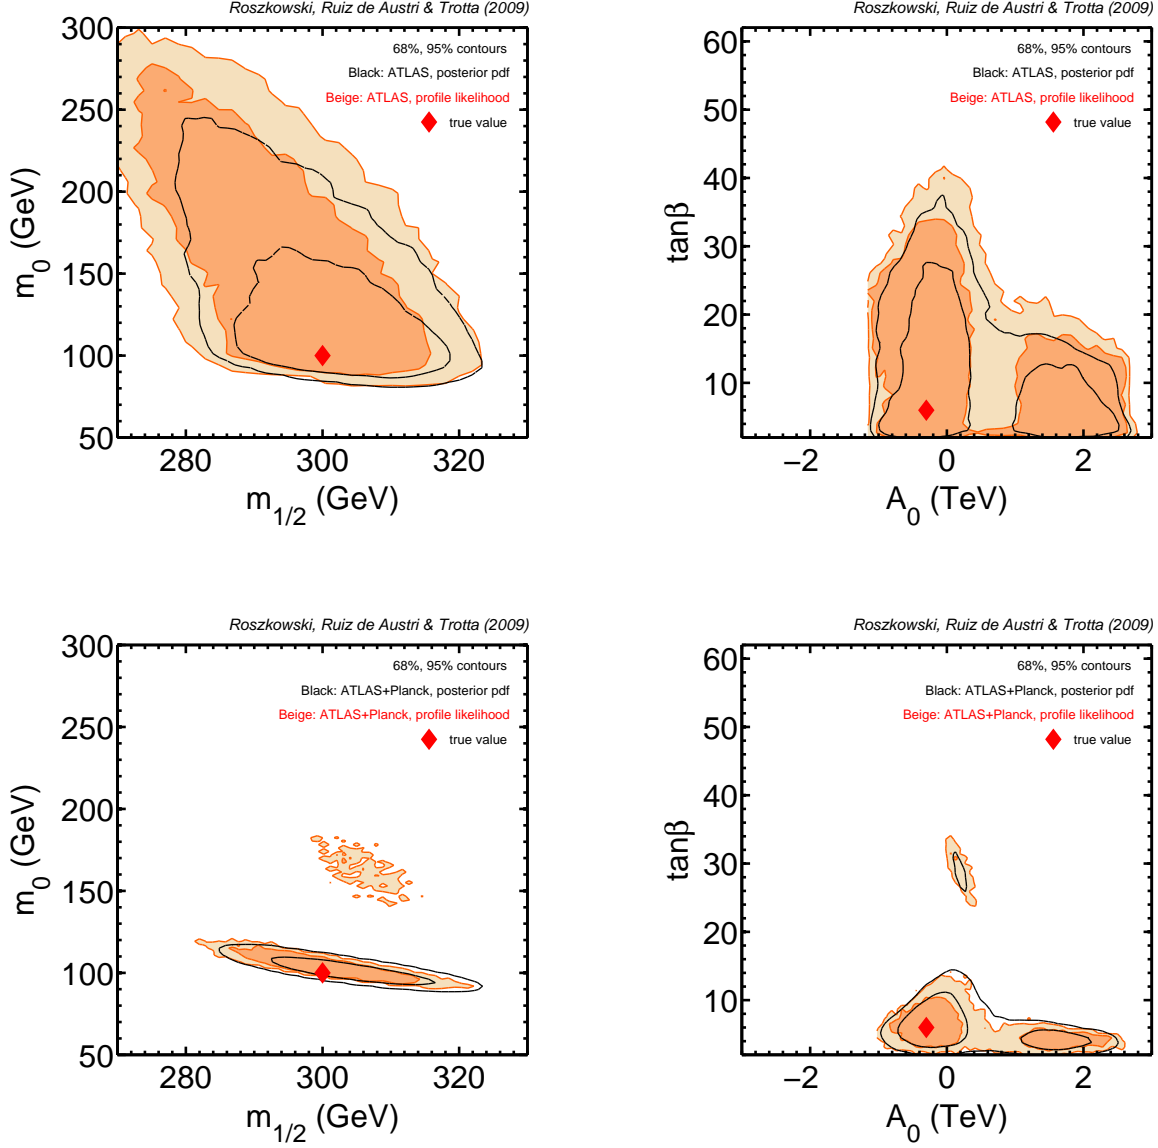 Roszkowski, Ruiz de Austri & Trotta (2009)
68%, 95% contours
Black: ATLAS, posterior pdf
Beige: ATLAS, profile likelihood
true value
300
250
200
150
100
50
m_0 (GeV)
280
300
320
m_1/2 (GeV)
Roszkowski, Ruiz de Austri & Trotta (2009)
68%, 95% contours
Black: ATLAS, posterior pdf
Beige: ATLAS, profile likelihood
true value
60
50
40
30
20
10
tanβ
−2
0
2
A_0 (TeV)
Roszkowski, Ruiz de Austri & Trotta (2009)
68%, 95% contours
Black: ATLAS+Planck, posterior pdf
Beige: ATLAS+Planck, profile likelihood
true value
300
250
200
150
100
50
m_0 (GeV)
280
300
320
m_1/2 (GeV)
Roszkowski, Ruiz de Austri & Trotta (2009)
68%, 95% contours
Black: ATLAS+Planck, posterior pdf
Beige: ATLAS+Planck, profile likelihood
true value
60
50
40
30
20
10
tanβ
−2
0
2
A_0 (TeV)